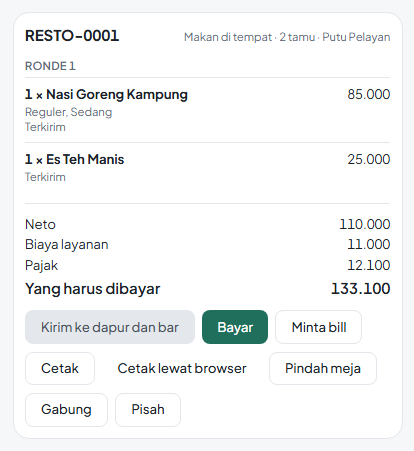 RESTO-0001 Makan di tempat · 2 tamu · Putu Pelayan
RONDE 1
1 × Nasi Goreng Kampung 85.000
Reguler, Sedang
Terkirim
1 × Es Teh Manis 25.000
Terkirim
Neto 110.000
Biaya layanan 11.000
Pajak 12.100
Yang harus dibayar 133.100
Kirim ke dapur dan bar Bayar Minta bill
Cetak Cetak lewat browser Pindah meja
Gabung Pisah